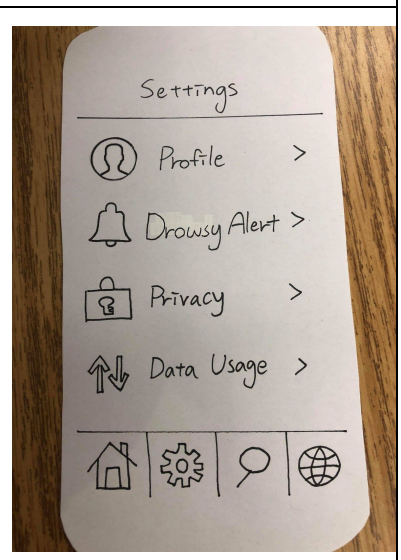 Settings
Profile >
Drowsy Alert >
Privacy >
Data Usage >